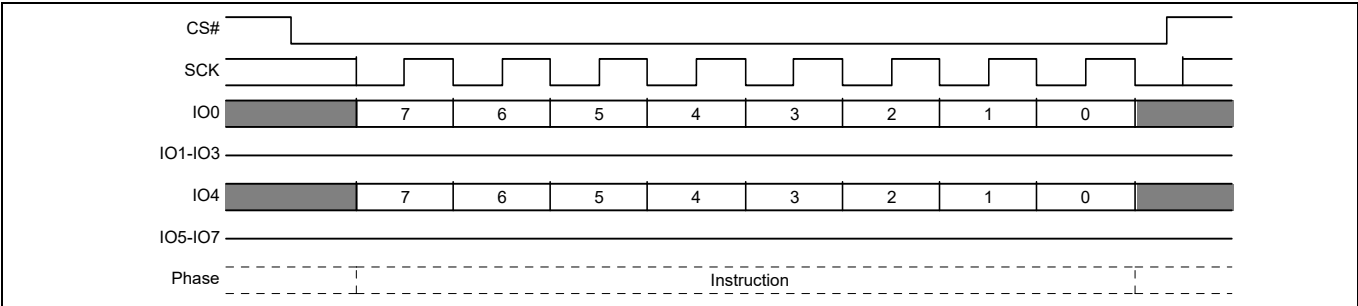 CS#
SCK
IO0 7 6 5 4 3 2 1 0
IO1-IO3
IO4 7 6 5 4 3 2 1 0
IO5-IO7
Phase Instruction